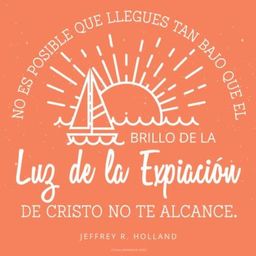 NO ES POSIBLE QUE LLEGUES TAN BAJO QUE EL
BRILLO DE LA
Luz de la Expiación
DE CRISTO NO TE ALCANCE.
JEFFREY R. HOLLAND